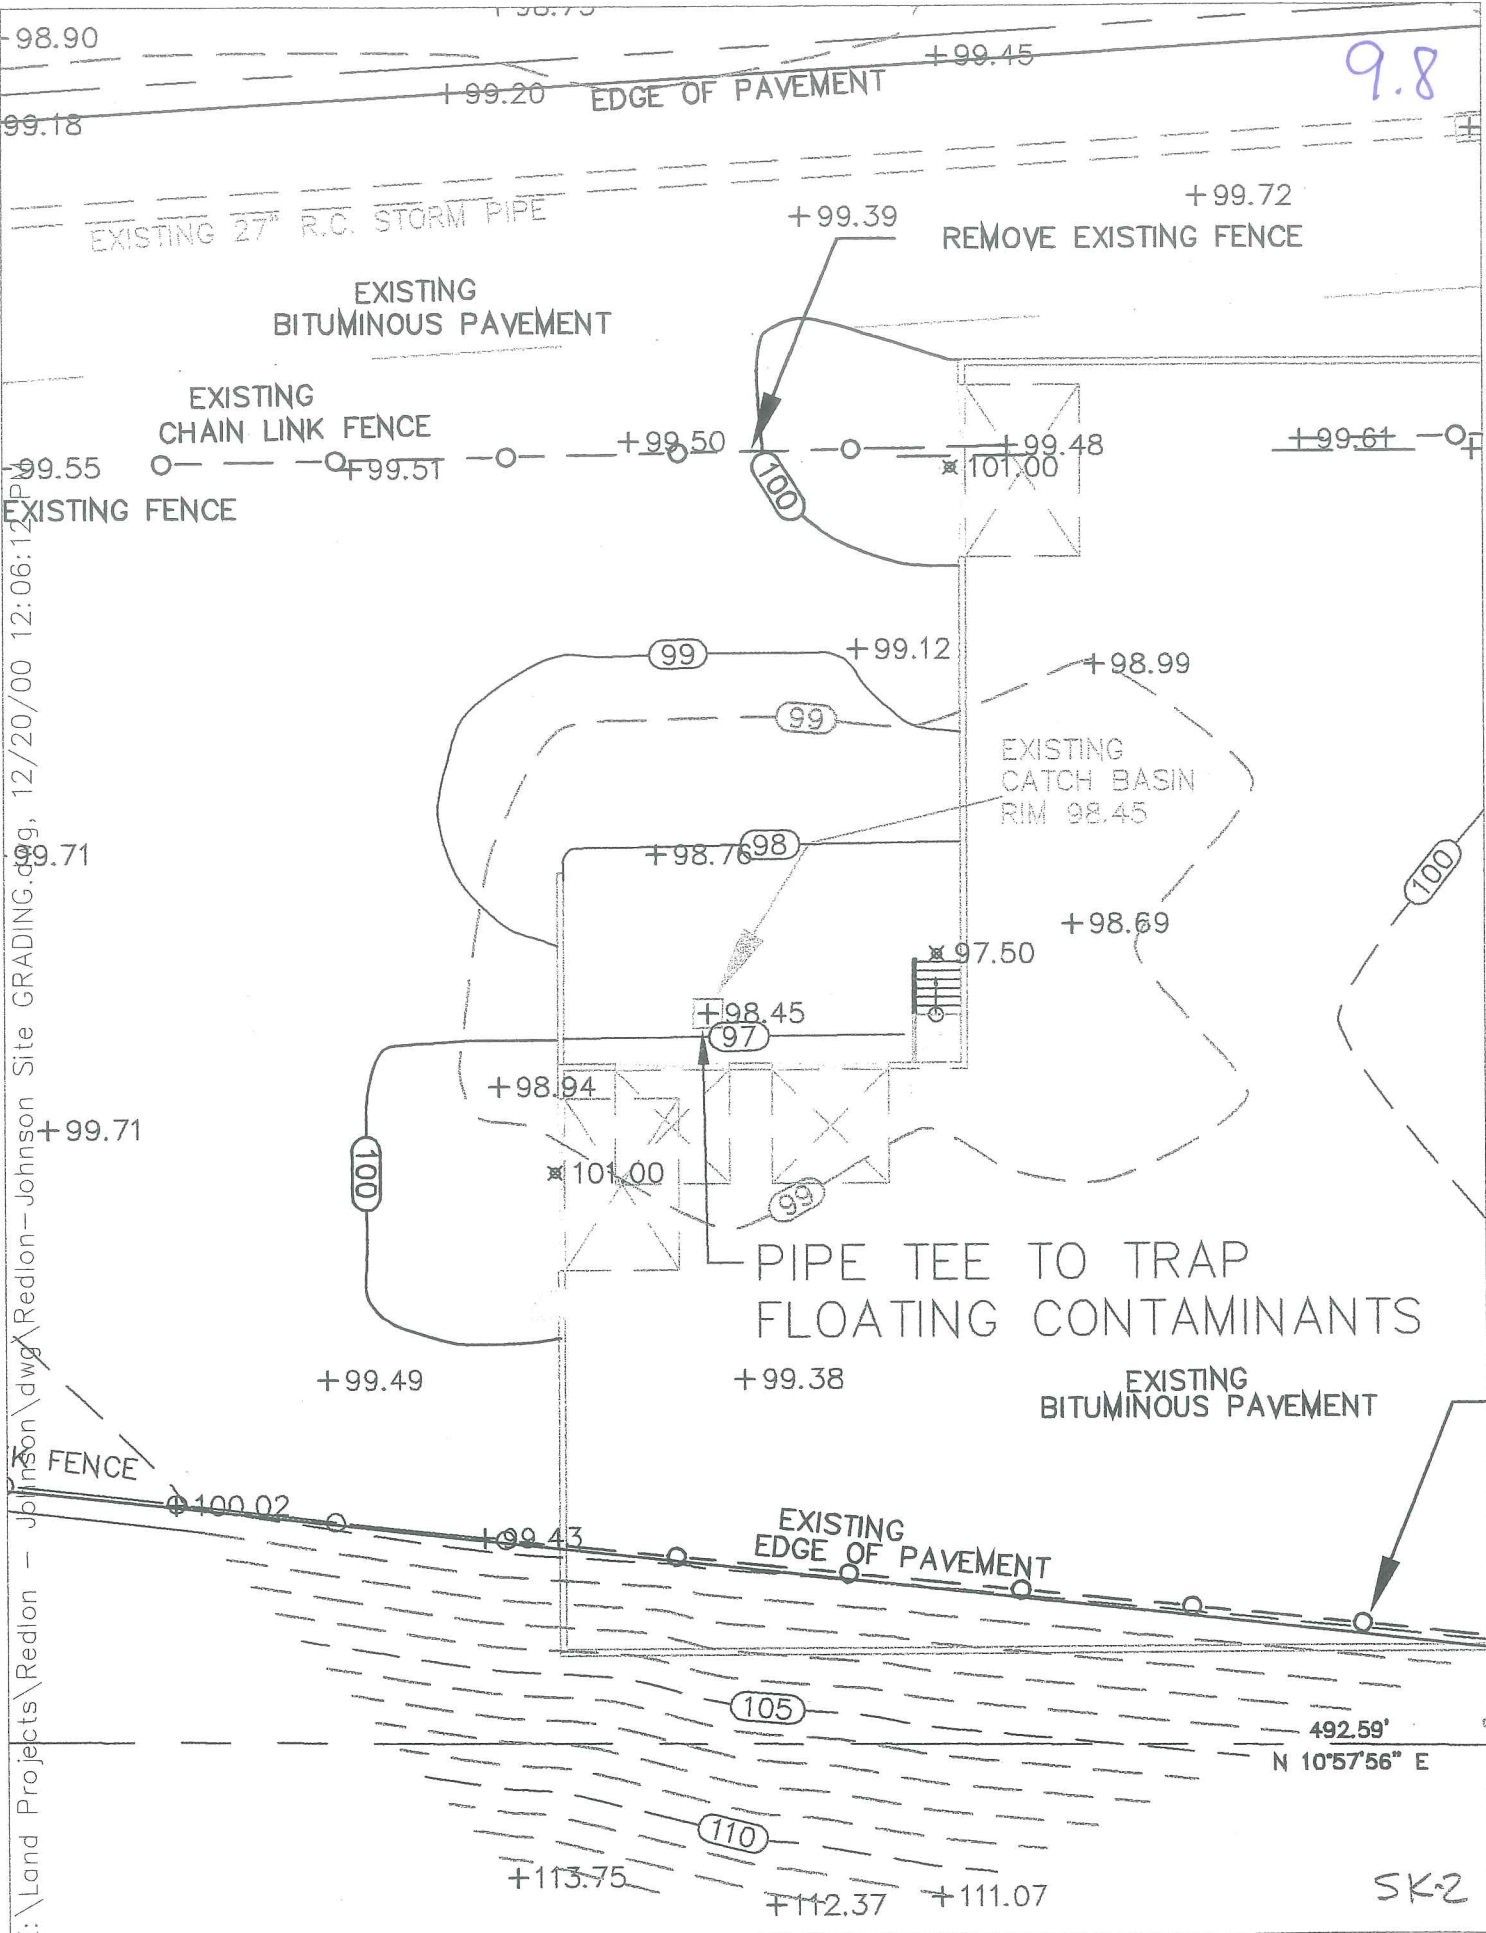 98.90
+99.45
9.8
+99.20
EDGE OF PAVEMENT
99.18
+99.72
EXISTING 27" R.C. STORM PIPE
+99.39
REMOVE EXISTING FENCE
EXISTING
BITUMINOUS PAVEMENT
EXISTING
CHAIN LINK FENCE
99.55
+99.51
+99.50
+99.48
+99.61
101.00
100
EXISTING FENCE
99
+99.12
+98.99
99
EXISTING
CATCH BASIN
RIM 98.45
99.71
+98.76
98
100
+98.69
97.50
+98.45
97
+98.94
+99.71
100
101.00
99
PIPE TEE TO TRAP
FLOATING CONTAMINANTS
+99.49
+99.38
EXISTING
BITUMINOUS PAVEMENT
K FENCE
100.02
+99.43
EXISTING
EDGE OF PAVEMENT
105
492.59'
N 10°57'56" E
110
+113.75
+112.37
+111.07
SK-2
:\Land Projects\Redlon - Johnson\dwg\Redlon-Johnson Site GRADING.dwg, 12/20/00 12:06:12 PM